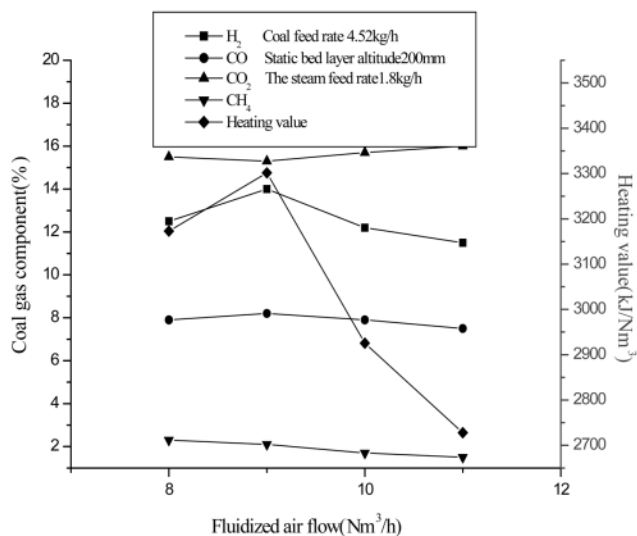 H₂ Coal feed rate 4.52kg/h
CO Static bed layer altitude200mm
CO₂ The steam feed rate1.8kg/h
CH₄
Heating value
20
18
16
14
12
10
8
6
4
2
Coal gas component(%)
3500
3400
3300
3200
3100
3000
2900
2800
2700
Heating value(kJ/Nm³)
8
10
12
Fluidized air flow(Nm³/h)